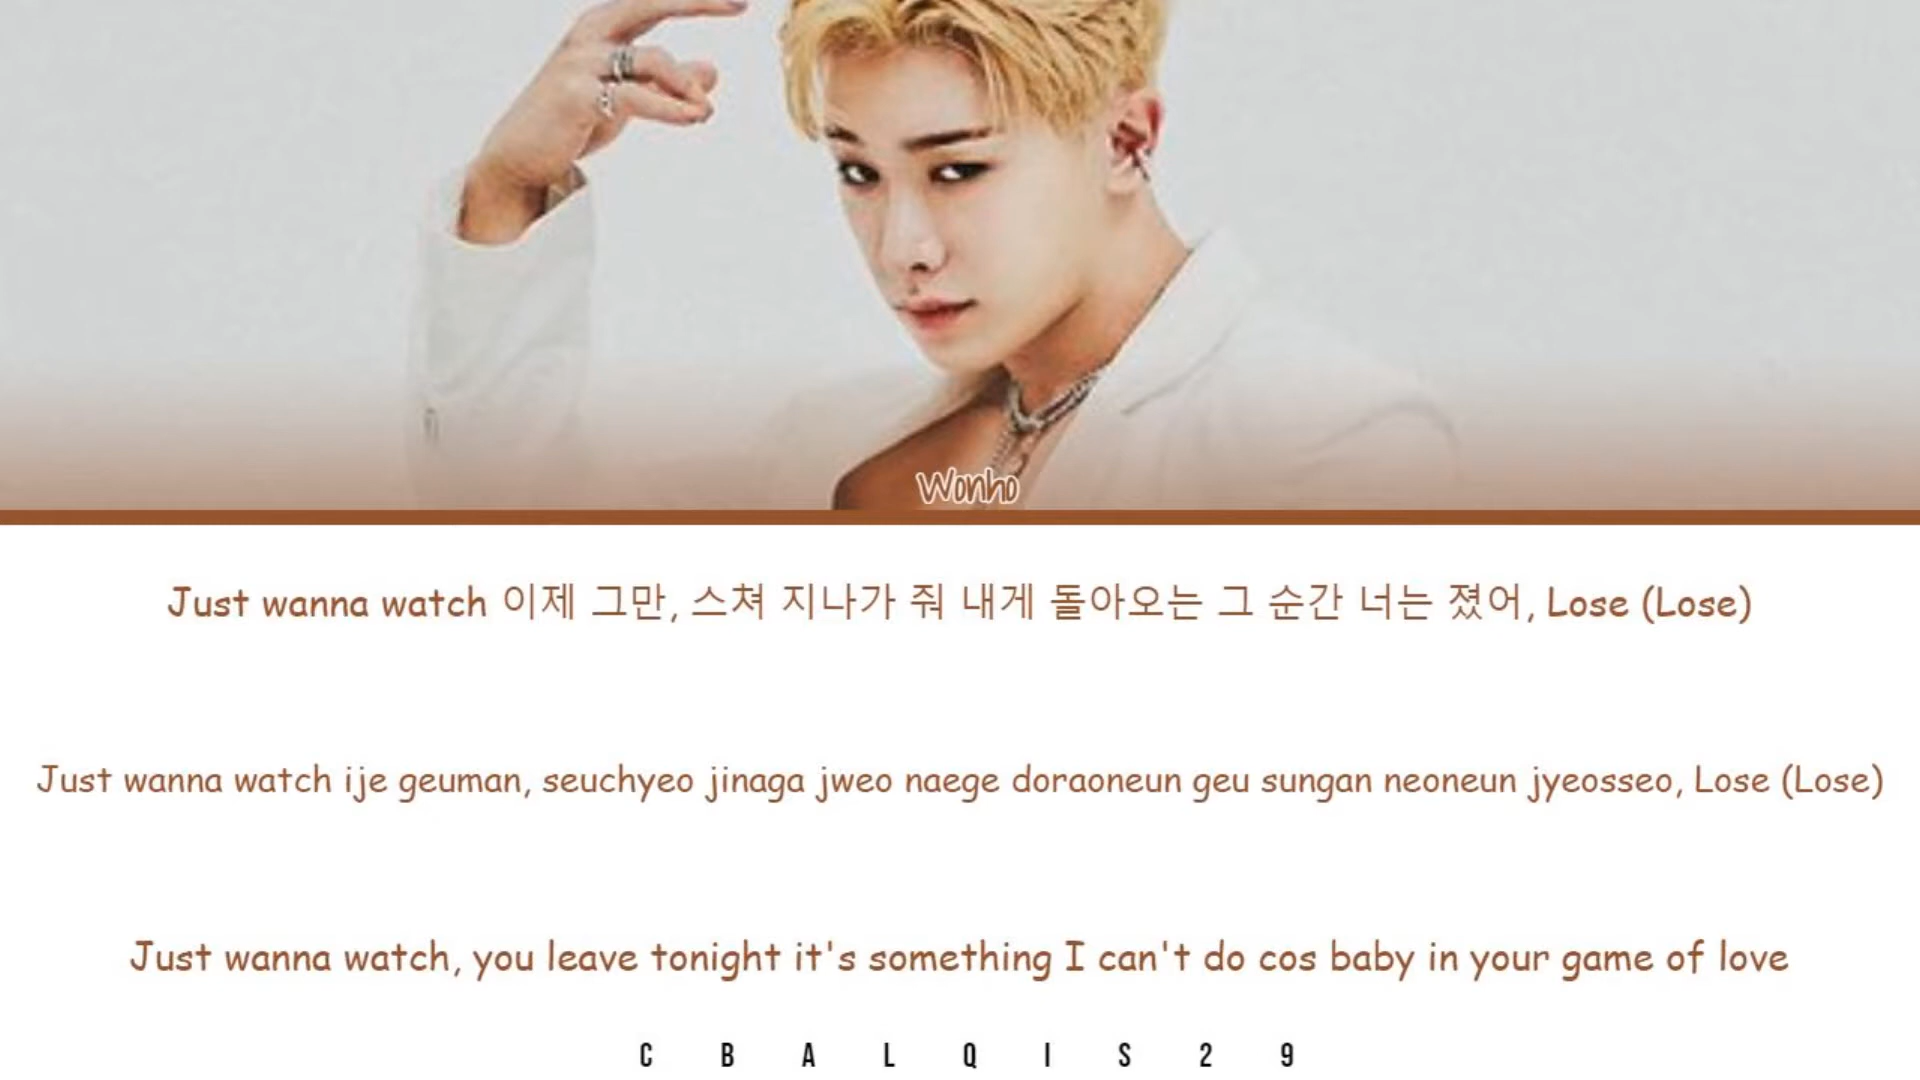 Wonho
Just wanna watch 이제 그만, 스쳐 지나가 줘 내게 돌아오는 그 순간 너는 졌어, Lose (Lose)
Just wanna watch ije geuman, seuchyeo jinaga jweo naege doraoneun geu sungan neoneun jyeosseo, Lose (Lose)
Just wanna watch, you leave tonight it's something I can't do cos baby in your game of love
CBALQIS29